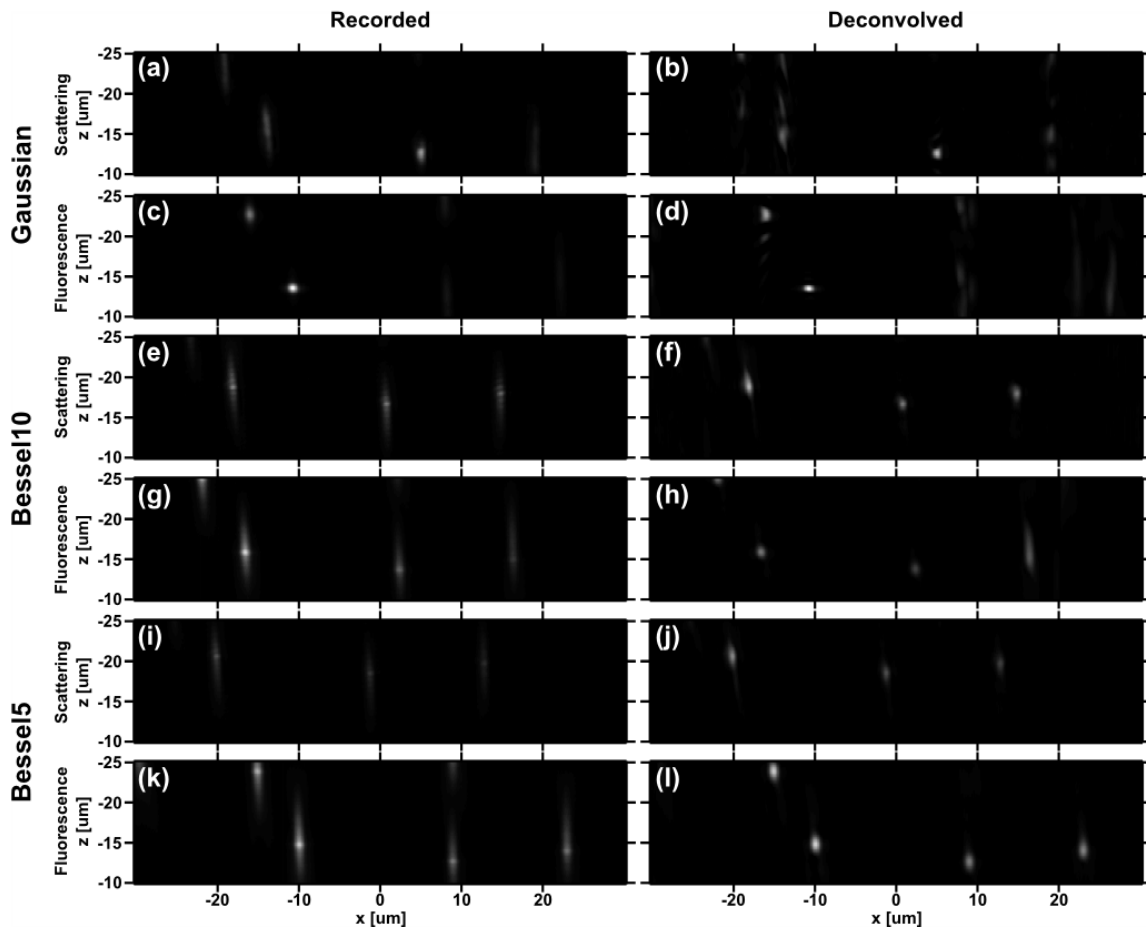 Recorded
Deconvolved
Gaussian
Scattering
z [um]
-25
-20
-15
-10
(a)
(b)
Fluorescence
z [um]
-25
-20
-15
-10
(c)
(d)
Bessel10
Scattering
z [um]
-25
-20
-15
-10
(e)
(f)
Fluorescence
z [um]
-25
-20
-15
-10
(g)
(h)
Bessel5
Scattering
z [um]
-25
-20
-15
-10
(i)
(j)
Fluorescence
z [um]
-25
-20
-15
-10
(k)
(l)
-20 -10 0 10 20
x [um]
-20 -10 0 10 20
x [um]